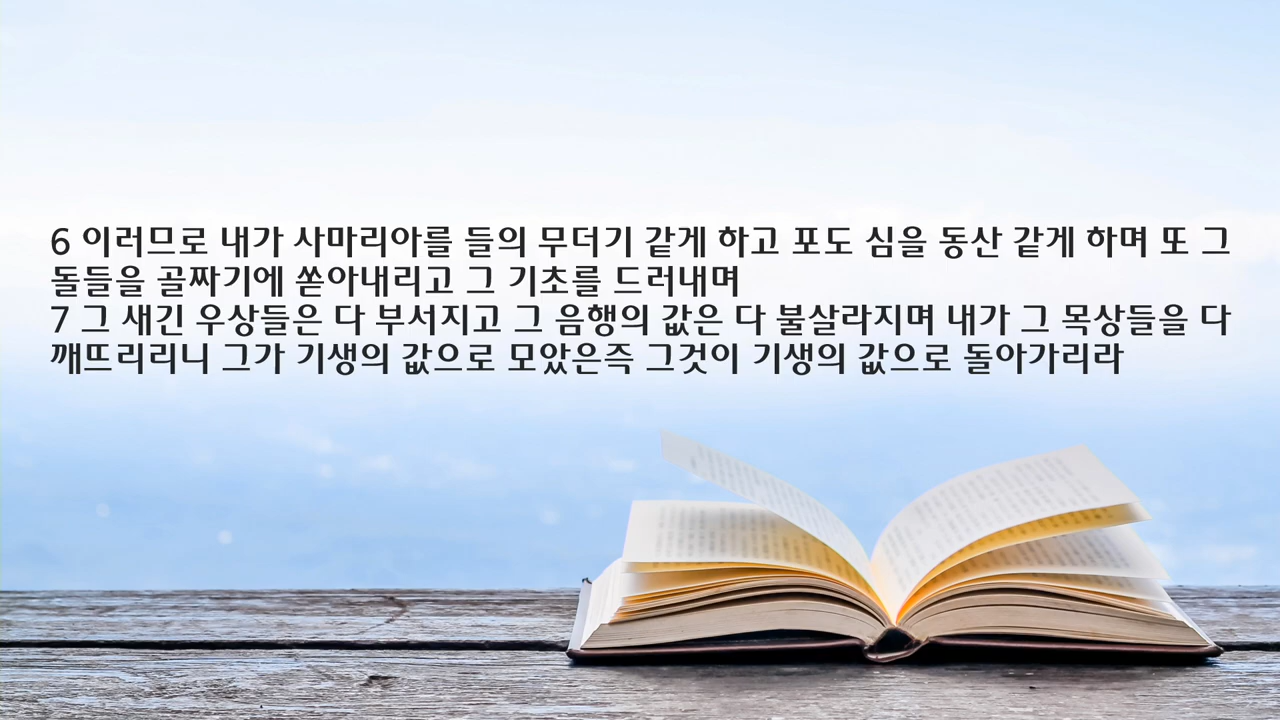 6 이러므로 내가 사마리아를 들의 무더기 같게 하고 포도 심을 동산 같게 하며 또 그
돌들을 골짜기에 쏟아내리고 그 기초를 드러내며
7 그 새긴 우상들은 다 부서지고 그 음행의 값은 다 불살라지며 내가 그 목상들을 다
깨뜨리리니 그가 기생의 값으로 모았은즉 그것이 기생의 값으로 돌아가리라